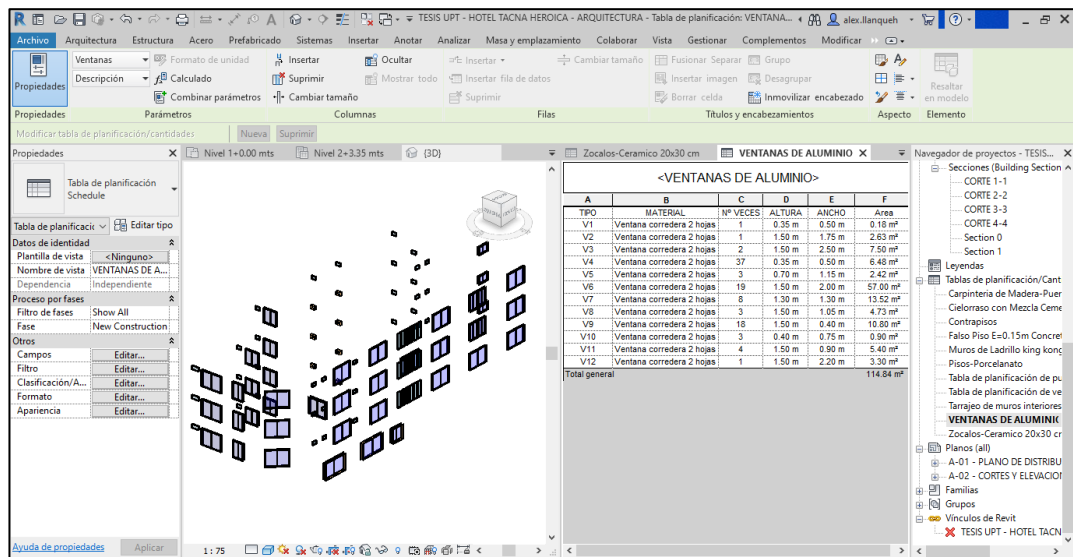 TESIS UPT - HOTEL TACNA HEROICA - ARQUITECTURA - Tabla de planificación: VENTANA...
alex.llanqueh
Archivo Arquitectura Estructura Acero Prefabricado Sistemas Insertar Anotar Analizar Masa y emplazamiento Colaborar Vista Gestionar Complementos Modificar
Propiedades
Ventanas
Descripción
Formato de unidad
Calculado
Combinar parámetros
Insertar
Suprimir
Cambiar tamaño
Ocultar
Mostrar todo
Insertar
Insertar fila de datos
Suprimir
Cambiar tamaño
Fusionar Separar Grupo
Insertar imagen Desagrupar
Borrar celda Inmovilizar encabezado
Resaltar
en modelo
Propiedades Parámetros Columnas Filas Títulos y encabezamientos Aspecto Elemento
Modificar tabla de planificación/cantidades Nueva Suprimir
Propiedades
Tabla de planificación
Schedule
Tabla de planificacic Editar tipo
Datos de identidad
Plantilla de vista <Ninguno>
Nombre de vista VENTANAS DE A...
Dependencia Independiente
Proceso por fases
Filtro de fases Show All
Fase New Construction
Otros
Campos Editar...
Filtro Editar...
Clasificación/A... Editar...
Formato Editar...
Apariencia Editar...
Ayuda de propiedades Aplicar
Nivel 1+0.00 mts Nivel 2+3.35 mts {3D}
1 : 75
Zocalos-Ceramico 20x30 cm VENTANAS DE ALUMINIO
<VENTANAS DE ALUMINIO>
A B C D E F
TIPO MATERIAL Nº VECES ALTURA ANCHO Area
V1 Ventana corredera 2 hojas 1 0.35 m 0.50 m 0.18 m²
V2 Ventana corredera 2 hojas 1 1.50 m 1.75 m 2.63 m²
V3 Ventana corredera 2 hojas 2 1.50 m 2.50 m 7.50 m²
V4 Ventana corredera 2 hojas 37 0.35 m 0.50 m 6.48 m²
V5 Ventana corredera 2 hojas 3 0.70 m 1.15 m 2.42 m²
V6 Ventana corredera 2 hojas 19 1.50 m 2.00 m 57.00 m²
V7 Ventana corredera 2 hojas 8 1.30 m 1.30 m 13.52 m²
V8 Ventana corredera 2 hojas 3 1.50 m 1.05 m 4.73 m²
V9 Ventana corredera 2 hojas 18 1.50 m 0.40 m 10.80 m²
V10 Ventana corredera 2 hojas 3 0.40 m 0.75 m 0.90 m²
V11 Ventana corredera 2 hojas 4 1.50 m 0.90 m 5.40 m²
V12 Ventana corredera 2 hojas 1 1.50 m 2.20 m 3.30 m²
Total general 114.84 m²
Navegador de proyectos - TESIS...
Secciones (Building Section
CORTE 1-1
CORTE 2-2
CORTE 3-3
CORTE 4-4
Section 0
Section 1
Leyendas
Tablas de planificación/Cant
Carpinteria de Madera-Puer
Cielorraso con Mezcla Ceme
Contrapisos
Falso Piso E=0.15m Concret
Muros de Ladrillo king kong
Pisos-Porcelanato
Tabla de planificación de pu
Tabla de planificación de ve
Tarrajeo de muros interiores
VENTANAS DE ALUMINIC
Zocalos-Ceramico 20x30 cr
Planos (all)
A-01 - PLANO DE DISTRIBU
A-02 - CORTES Y ELEVACIOI
Familias
Grupos
Vínculos de Revit
TESIS UPT - HOTEL TACN